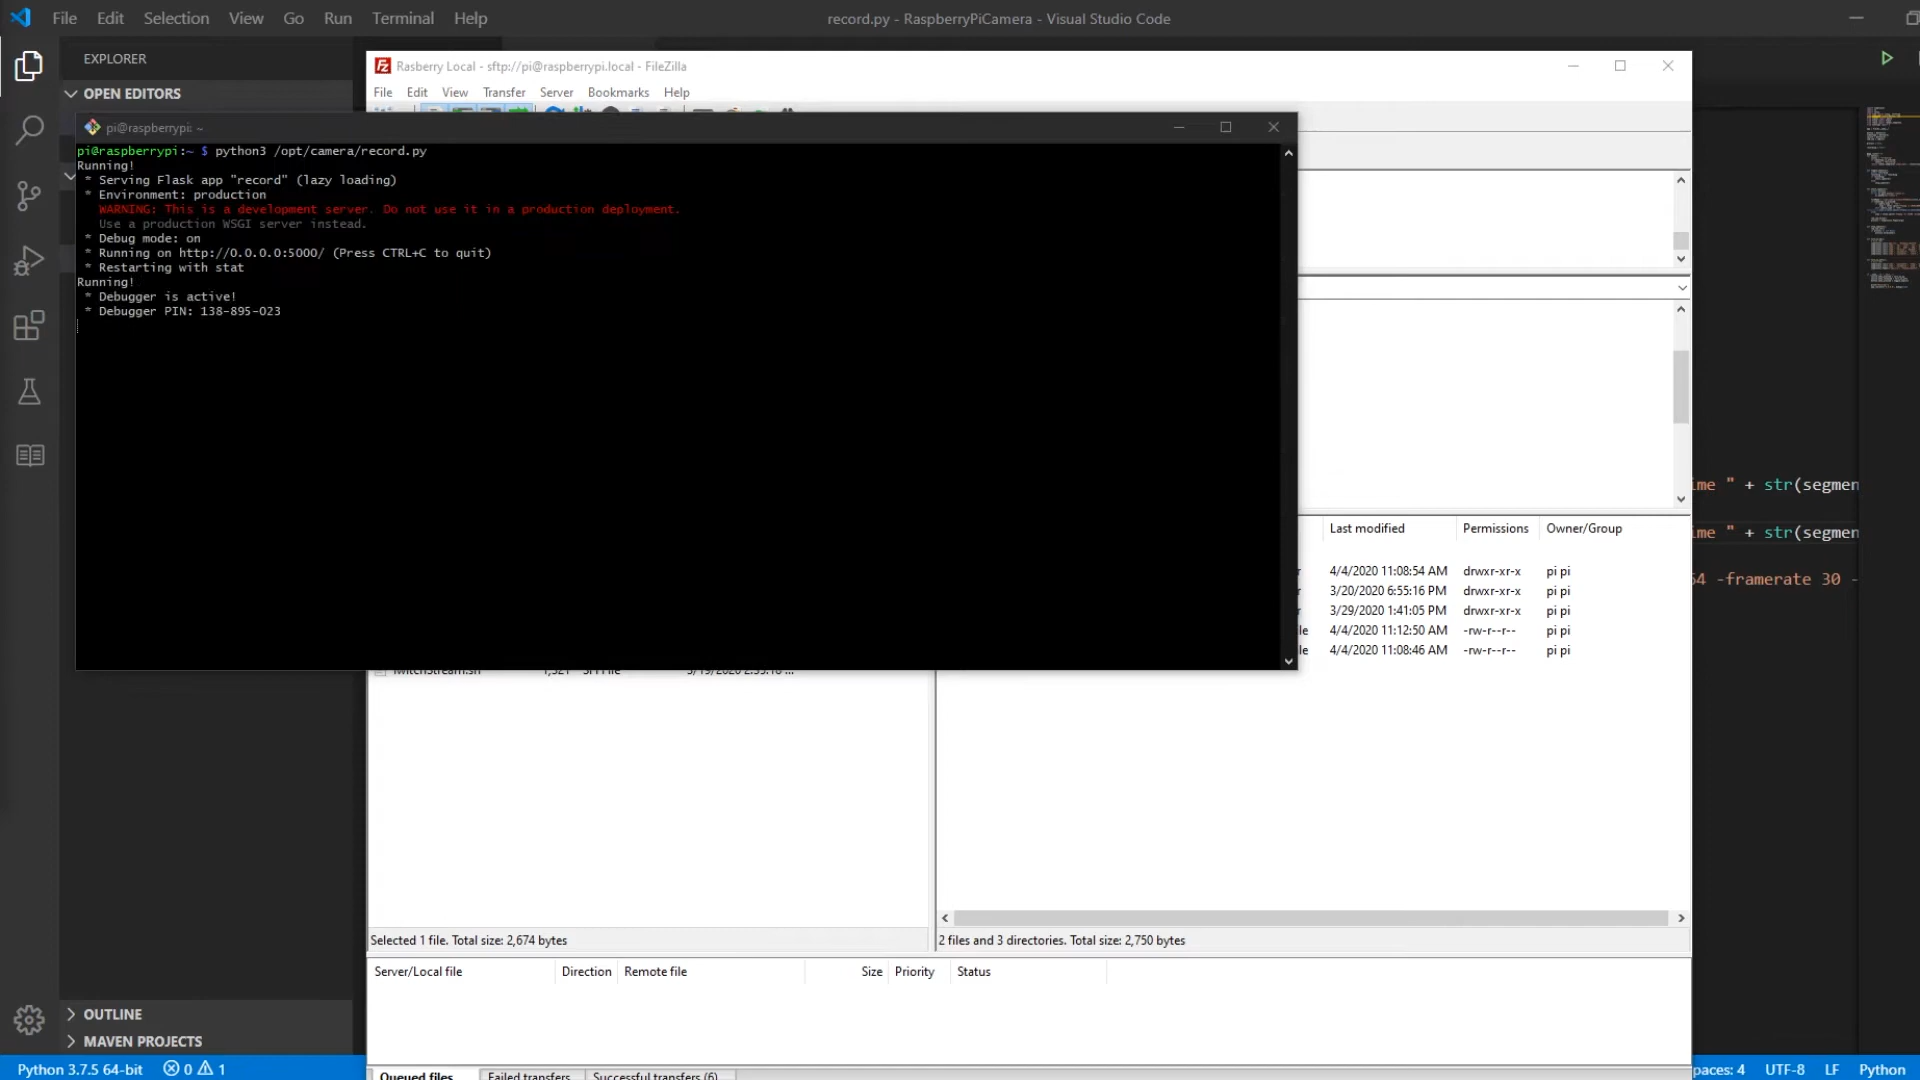 File Edit Selection View Go Run Terminal Help
record.py - RaspberryPiCamera - Visual Studio Code
EXPLORER
OPEN EDITORS
Rasberry Local - sftp://pi@raspberrypi.local - FileZilla
File Edit View Transfer Server Bookmarks Help
pi@raspberrypi: ~
pi@raspberrypi:~ $ python3 /opt/camera/record.py
Running!
* Serving Flask app "record" (lazy loading)
* Environment: production
WARNING: This is a development server. Do not use it in a production deployment.
Use a production WSGI server instead.
* Debug mode: on
* Running on http://0.0.0.0:5000/ (Press CTRL+C to quit)
* Restarting with stat
Running!
* Debugger is active!
* Debugger PIN: 138-895-023
me " + str(segmen
me " + str(segmen
64 -framerate 30 -
Last modified Permissions Owner/Group
r 4/4/2020 11:08:54 AM drwxr-xr-x pi pi
r 3/20/2020 6:55:16 PM drwxr-xr-x pi pi
r 3/29/2020 1:41:05 PM drwxr-xr-x pi pi
le 4/4/2020 11:12:50 AM -rw-r--r-- pi pi
le 4/4/2020 11:08:46 AM -rw-r--r-- pi pi
Selected 1 file. Total size: 2,674 bytes
2 files and 3 directories. Total size: 2,750 bytes
Server/Local file Direction Remote file Size Priority Status
OUTLINE
MAVEN PROJECTS
Queued files Failed transfers Successful transfers (6)
Python 3.7.5 64-bit 0 1
paces: 4 UTF-8 LF Python